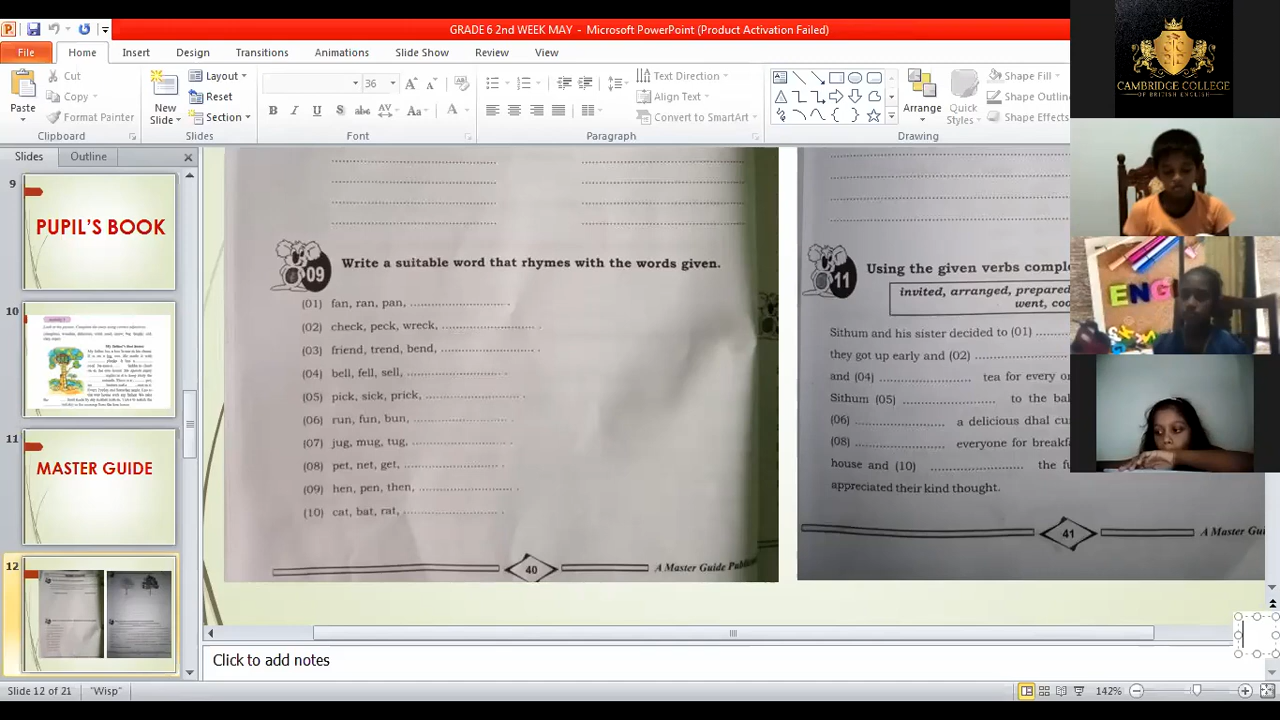 GRADE 6 2nd WEEK MAY - Microsoft PowerPoint (Product Activation Failed)
File Home Insert Design Transitions Animations Slide Show Review View
Paste
Cut
Copy
Format Painter
Clipboard
New Slide
Layout
Reset
Section
Slides
36
Font
Text Direction
Align Text
Convert to SmartArt
Paragraph
Arrange
Quick Styles
Shape Fill
Shape Outline
Shape Effects
Drawing
CAMBRIDGE COLLEGE
OF BRITISH ENGLISH
Slides Outline
9
PUPIL'S BOOK
10
11
MASTER GUIDE
12
09 Write a suitable word that rhymes with the words given.
(01) fan, ran, pan, ..............................
(02) check, peck, wreck, .............................. .
(03) friend, trend, bend, .............................. .
(04) bell, fell, sell, .............................. .
(05) pick, sick, prick, .............................. .
(06) run, fun, bun, .............................. .
(07) jug, mug, tug, .............................. .
(08) pet, net, get, .............................. .
(09) hen, pen, then, .............................. .
(10) cat, bat, rat, .............................. .
40
A Master Guide Public
11 Using the given verbs comple
invited, arranged, prepared
went, coo
Sithum and his sister decided to (01) ..........
they got up early and (02) ..............................
and (04) .............................. tea for every on
Sithum (05) .............................. to the bal
(06) .............................. a delicious dhal cu
(08) .............................. everyone for breakfa
house and (10) .............................. the fu
appreciated their kind thought.
41
A Master Gui
ENG
Click to add notes
Slide 12 of 21
"Wisp"
142%